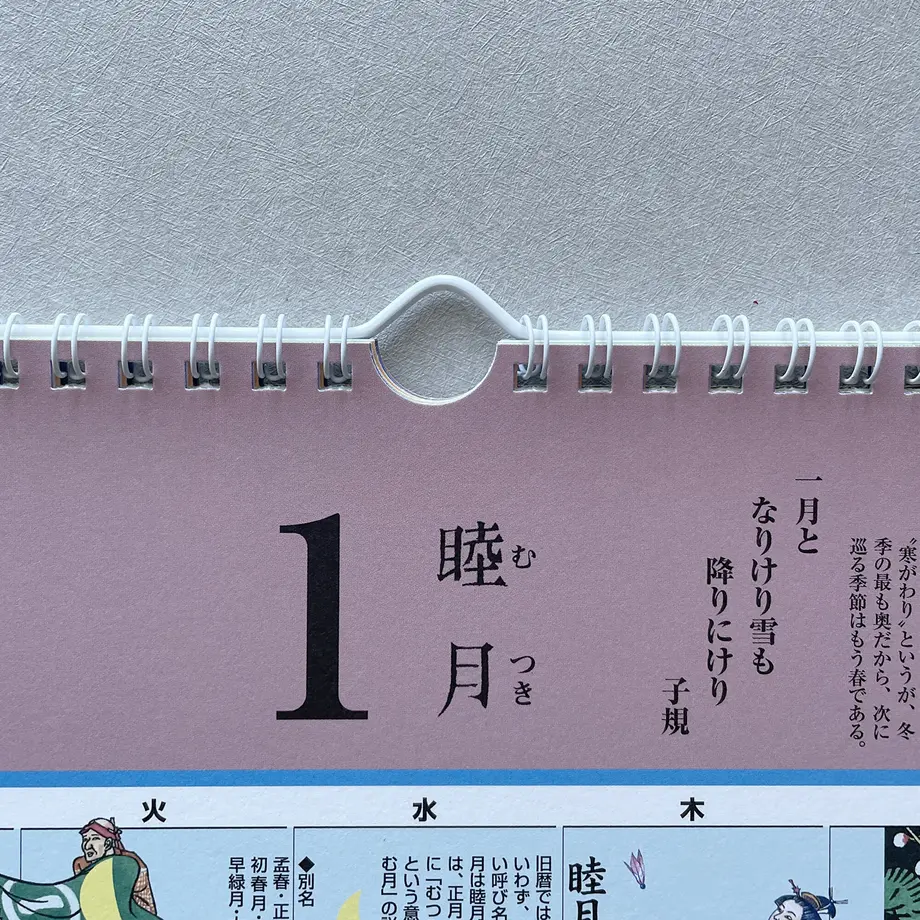 1
睦月
むつき
一月と
なりけり雪も
降りにけり
子規
〝寒がわり〟というが、冬
季の最も奥だから、次に
巡る季節はもう春である。
火
水
木
◆別名
孟春・正
初春月・
早緑月・
旧暦では
いわず、
い呼び名
月は睦月
は、正月
に「むつ
という意
む月」の
睦月